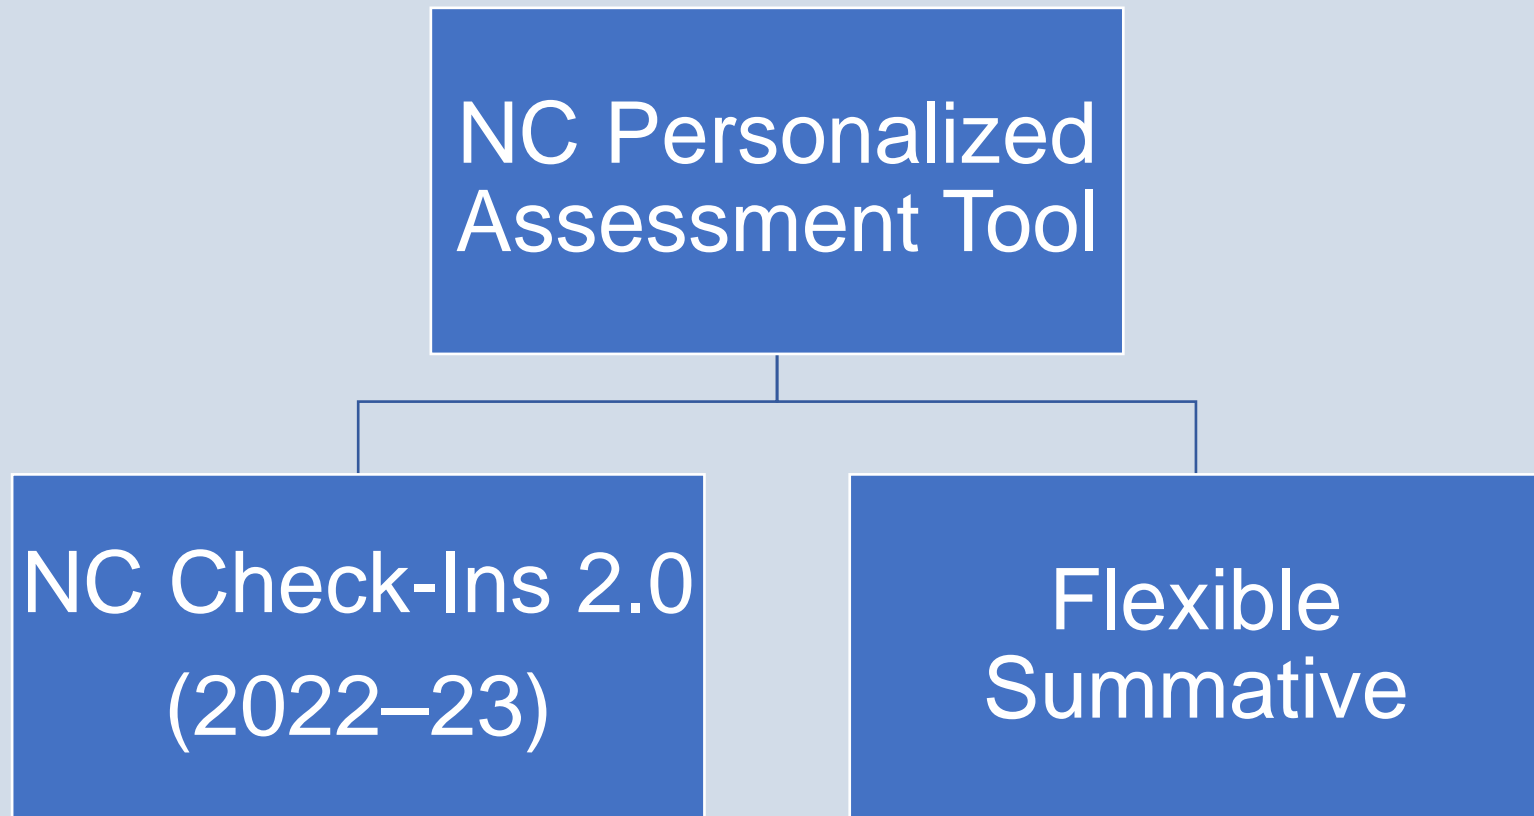 NC Personalized
Assessment Tool
NC Check-Ins 2.0
(2022–23)
Flexible
Summative